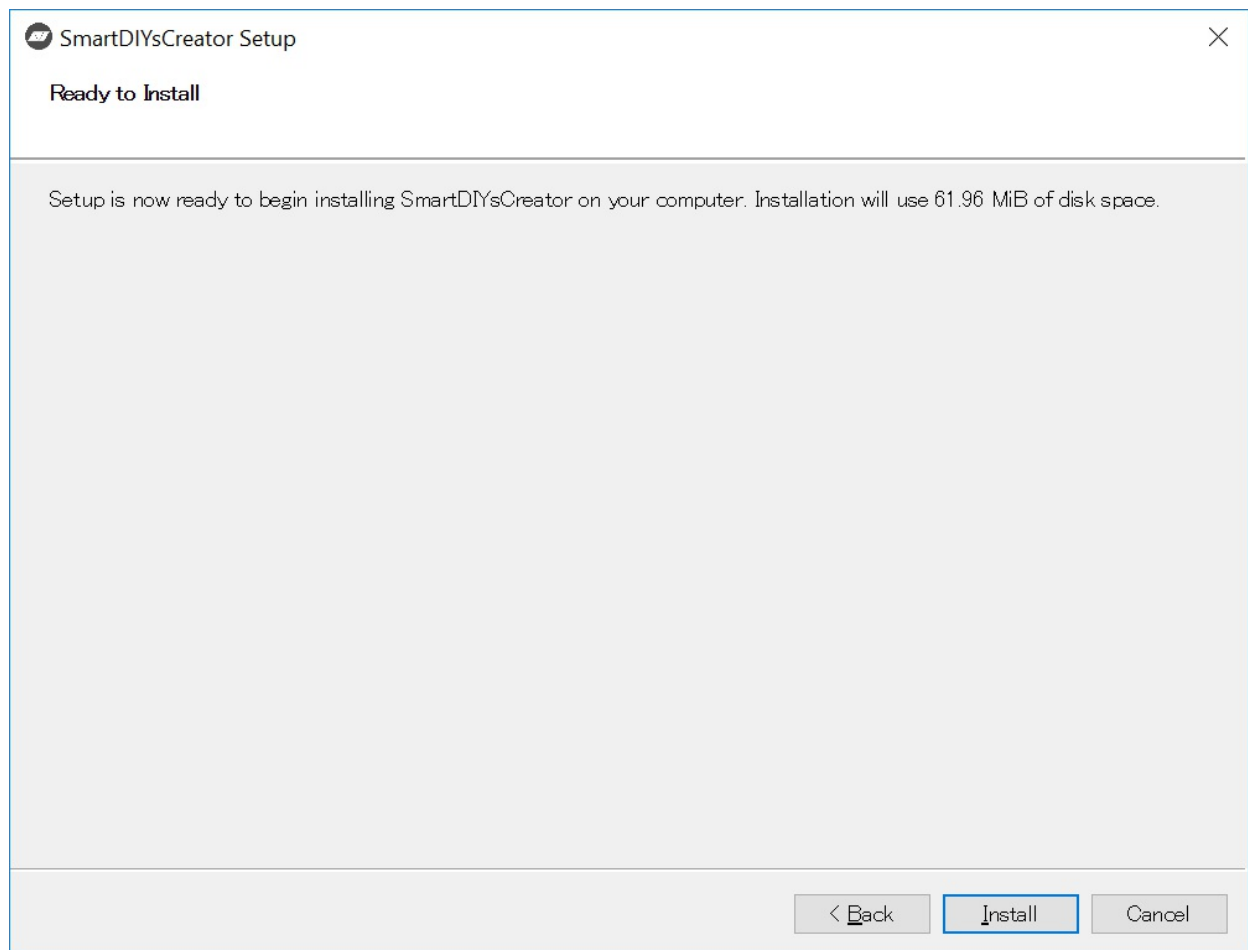 SmartDIYsCreator Setup
Ready to Install
Setup is now ready to begin installing SmartDIYsCreator on your computer. Installation will use 61.96 MiB of disk space.
< Back
Install
Cancel